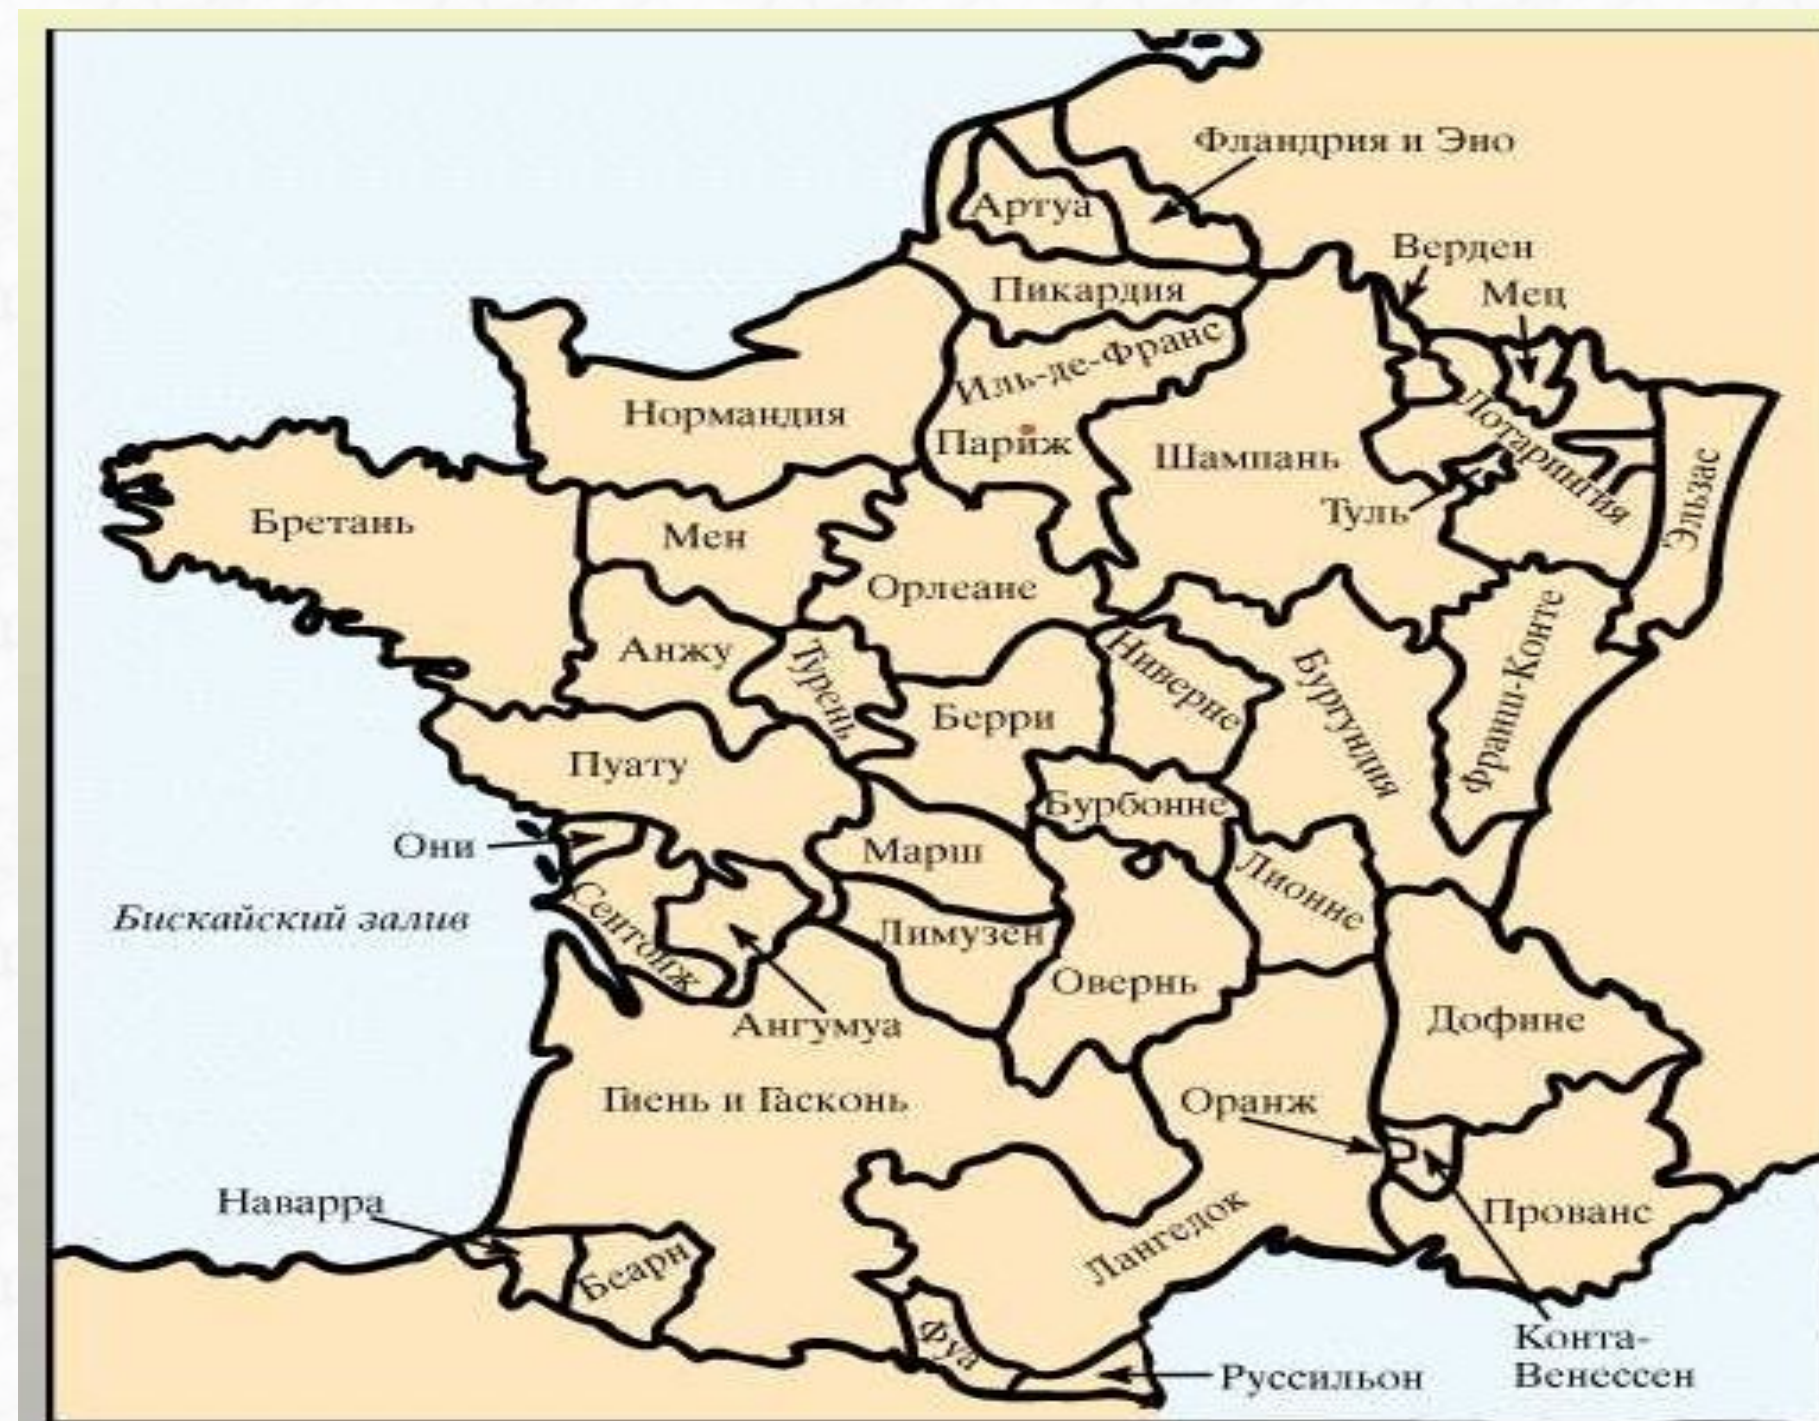 Фландрия и Эно
Артуа
Верден
Мец
Пикардия
Иль-де-Франс
Нормандия
Париж
Шампань
Лотарингия
Эльзас
Туль
Бретань
Мен
Орлеане
Анжу
Турень
Ниверне
Бургундия
Франш-Конте
Берри
Пуату
Бурбонне
Они
Марш
Лионне
Сентонж
Бискайский залив
Лимузен
Овернь
Ангумуа
Дофине
Гиень и Гасконь
Оранж
Наварра
Прованс
Лангедок
Беарн
Фуа
Руссильон
Конта-
Венессен